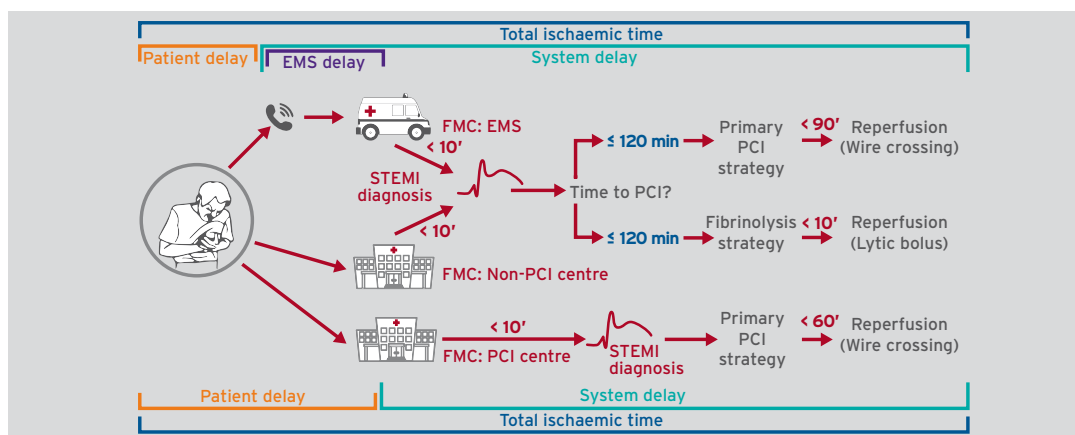 Total ischaemic time
Patient delay
EMS delay
System delay
FMC: EMS
< 10'
STEMI
diagnosis
< 10'
FMC: Non-PCI centre
Time to PCI?
≤ 120 min
Primary
PCI
strategy
< 90'
Reperfusion
(Wire crossing)
≤ 120 min
Fibrinolysis
strategy
< 10'
Reperfusion
(Lytic bolus)
< 10'
FMC: PCI centre
STEMI
diagnosis
Primary
PCI
strategy
< 60'
Reperfusion
(Wire crossing)
Patient delay
System delay
Total ischaemic time